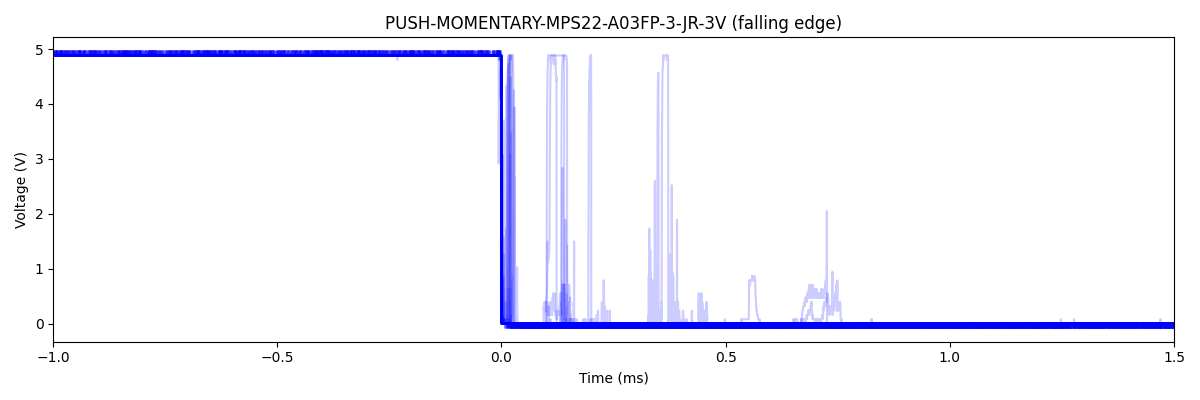 PUSH-MOMENTARY-MPS22-A03FP-3-JR-3V (falling edge)
Voltage (V)
5
4
3
2
1
0
−1.0 −0.5 0.0 0.5 1.0 1.5
Time (ms)